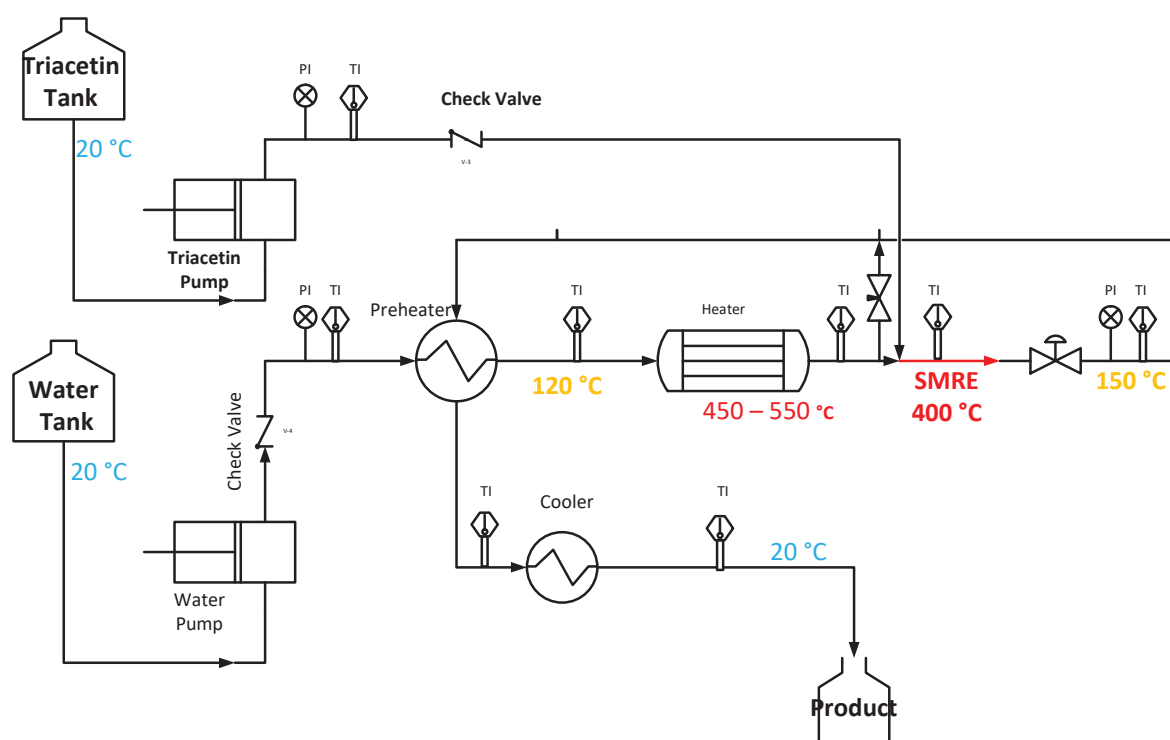 Triacetin
Tank
20 °C
PI
TI
Check Valve
V-3
Triacetin
Pump
PI
TI
Preheater
TI
Heater
TI
TI
PI
TI
120 °C
450 – 550 °C
SMRE
400 °C
150 °C
Water
Tank
20 °C
Check Valve
V-4
Water
Pump
TI
Cooler
TI
20 °C
Product